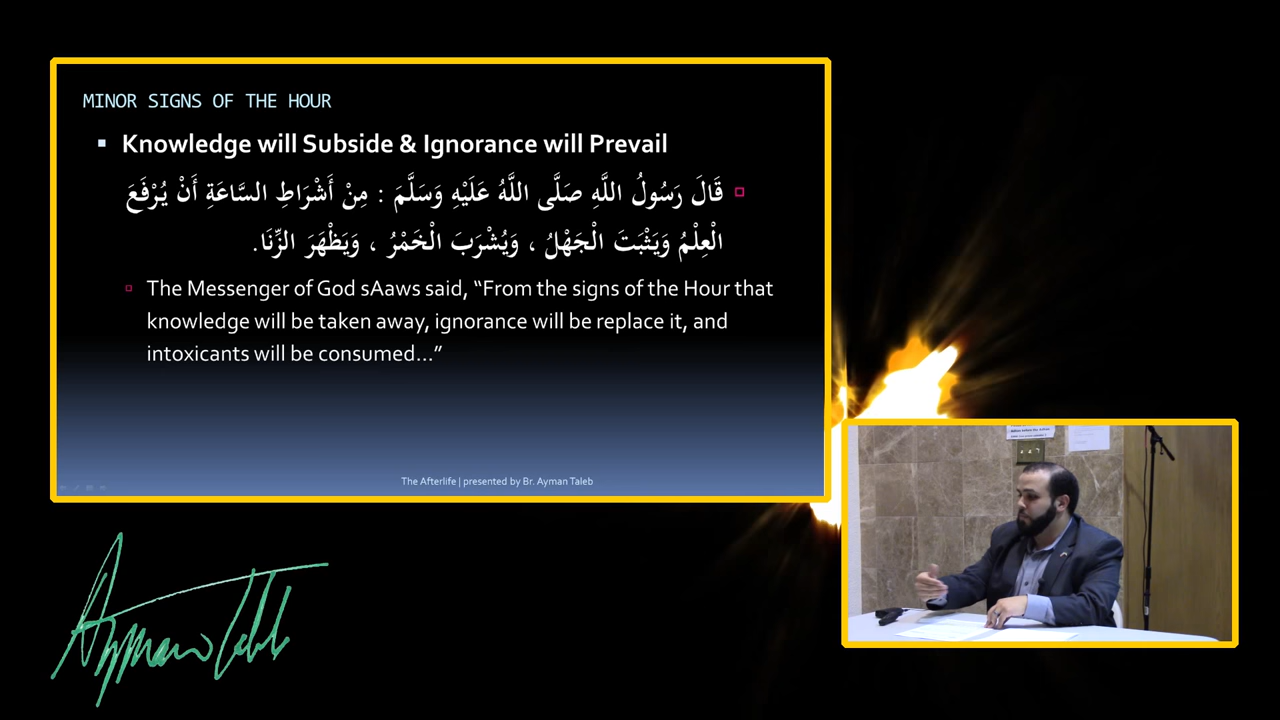 MINOR SIGNS OF THE HOUR
Knowledge will Subside & Ignorance will Prevail
قَالَ رَسُولُ اللَّهِ صَلَّى اللَّهُ عَلَيْهِ وَسَلَّمَ : مِنْ أَشْرَاطِ السَّاعَةِ أَنْ يُرْفَعَ
الْعِلْمُ وَيَثْبُتَ الْجَهْلُ ، وَيُشْرَبَ الْخَمْرُ ، وَيَظْهَرَ الزِّنَا.
The Messenger of God sAaws said, “From the signs of the Hour that
knowledge will be taken away, ignorance will be replace it, and
intoxicants will be consumed...”
The Afterlife | presented by Br. Ayman Taleb
Ayman Taleb